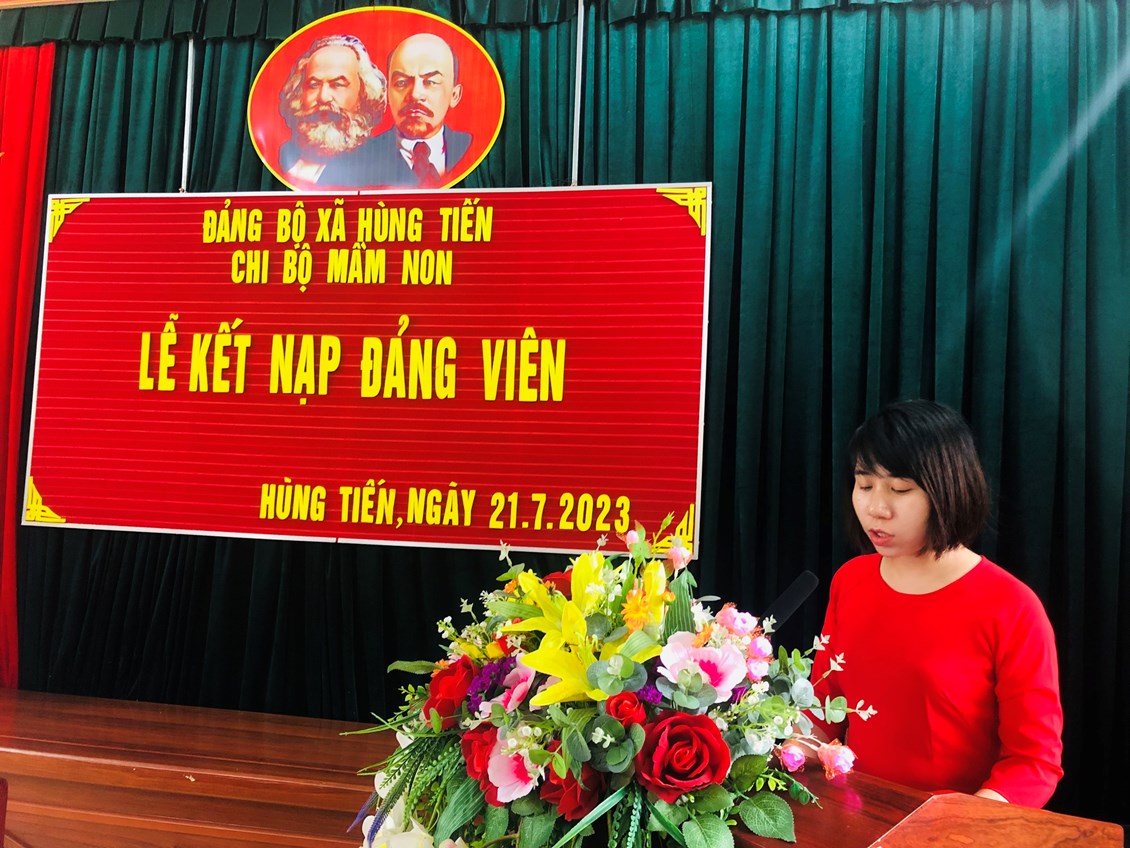 ĐẢNG BỘ XÃ HÙNG TIẾN
CHI BỘ MẦM NON
LỄ KẾT NẠP ĐẢNG VIÊN
HÙNG TIẾN, NGÀY 21.7.2023